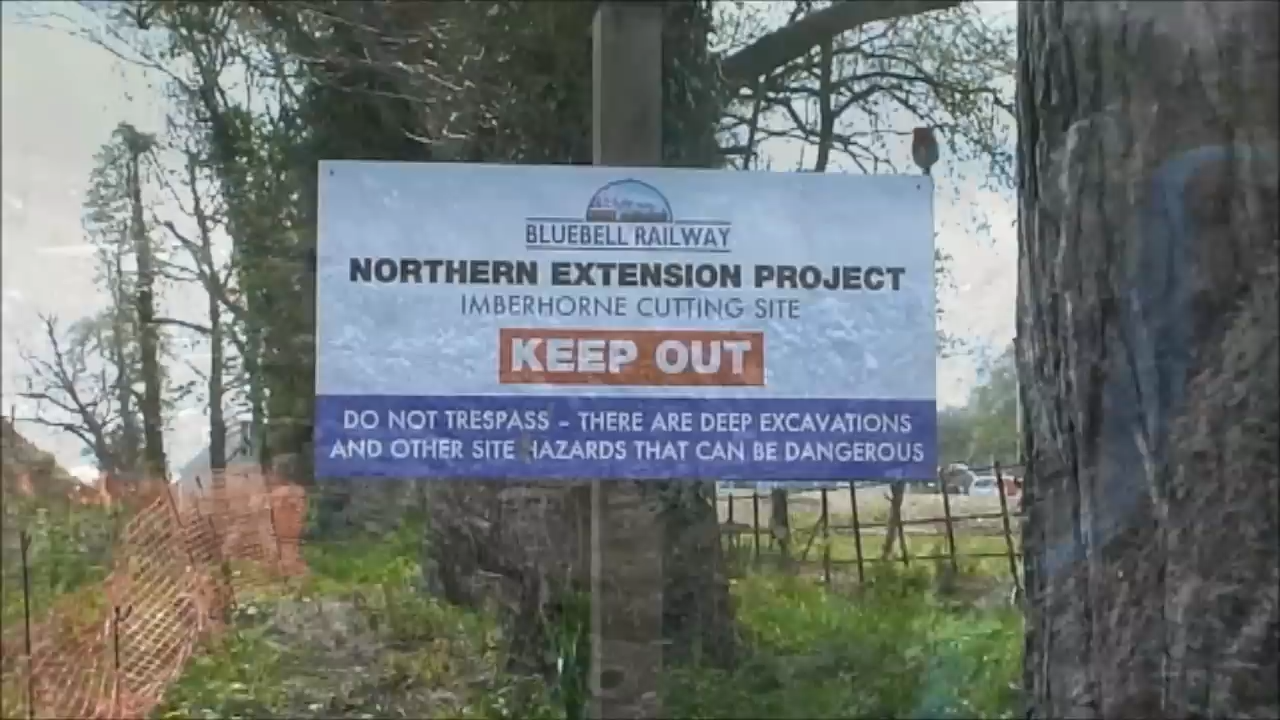 BLUEBELL RAILWAY
NORTHERN EXTENSION PROJECT
IMBERHORNE CUTTING SITE
KEEP OUT
DO NOT TRESPASS - THERE ARE DEEP EXCAVATIONS
AND OTHER SITE HAZARDS THAT CAN BE DANGEROUS